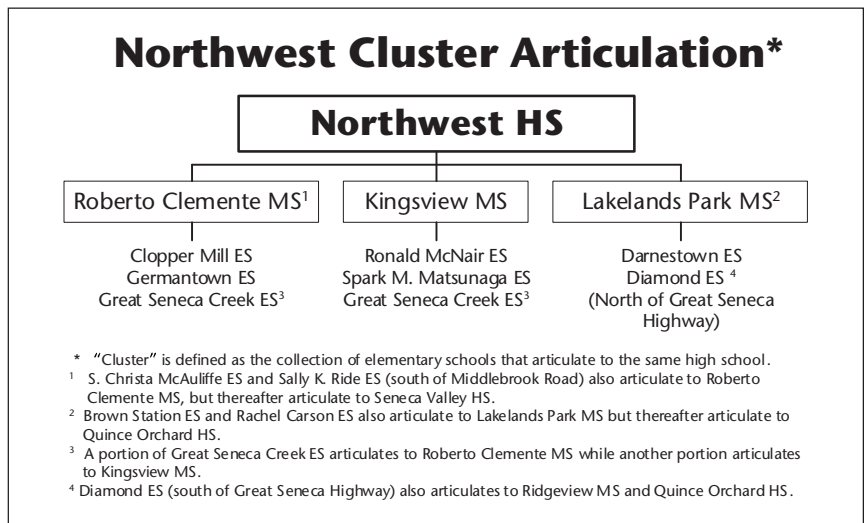 Northwest Cluster Articulation*
Northwest HS
Roberto Clemente MS¹
Kingsview MS
Lakelands Park MS²
Clopper Mill ES
Germantown ES
Great Seneca Creek ES³
Ronald McNair ES
Spark M. Matsunaga ES
Great Seneca Creek ES³
Darnestown ES
Diamond ES ⁴
(North of Great Seneca
Highway)
* "Cluster" is defined as the collection of elementary schools that articulate to the same high school.
¹ S. Christa McAuliffe ES and Sally K. Ride ES (south of Middlebrook Road) also articulate to Roberto
Clemente MS, but thereafter articulate to Seneca Valley HS.
² Brown Station ES and Rachel Carson ES also articulate to Lakelands Park MS but thereafter articulate to
Quince Orchard HS.
³ A portion of Great Seneca Creek ES articulates to Roberto Clemente MS while another portion articulates
to Kingsview MS.
⁴ Diamond ES (south of Great Seneca Highway) also articulates to Ridgeview MS and Quince Orchard HS.